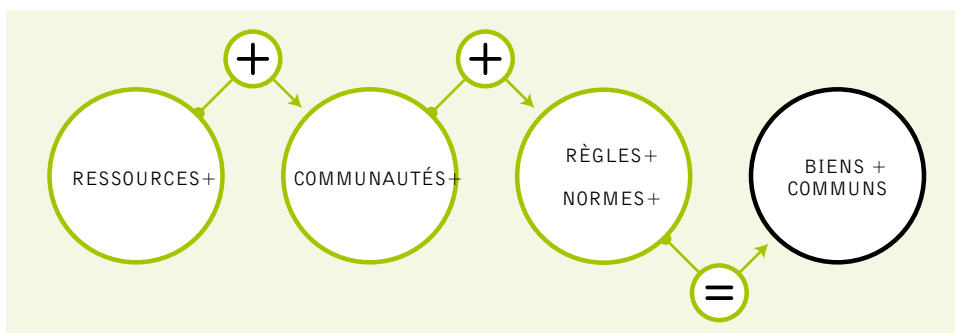 +
+
RESSOURCES+
COMMUNAUTÉS+
RÈGLES+
NORMES+
BIENS +
COMMUNS
=